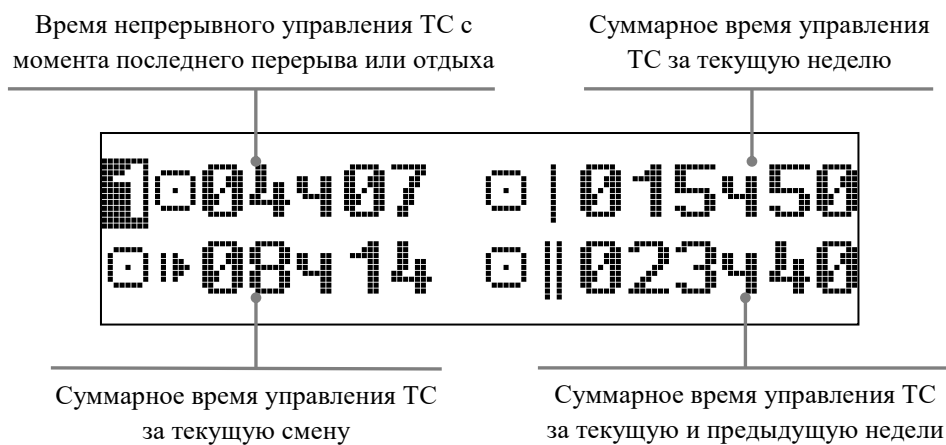 Время непрерывного управления ТС с
момента последнего перерыва или отдыха
Суммарное время управления
ТС за текущую неделю
1 04ч07 | 015ч50
08ч14 || 023ч40
Суммарное время управления ТС
за текущую смену
Суммарное время управления ТС
за текущую и предыдущую недели